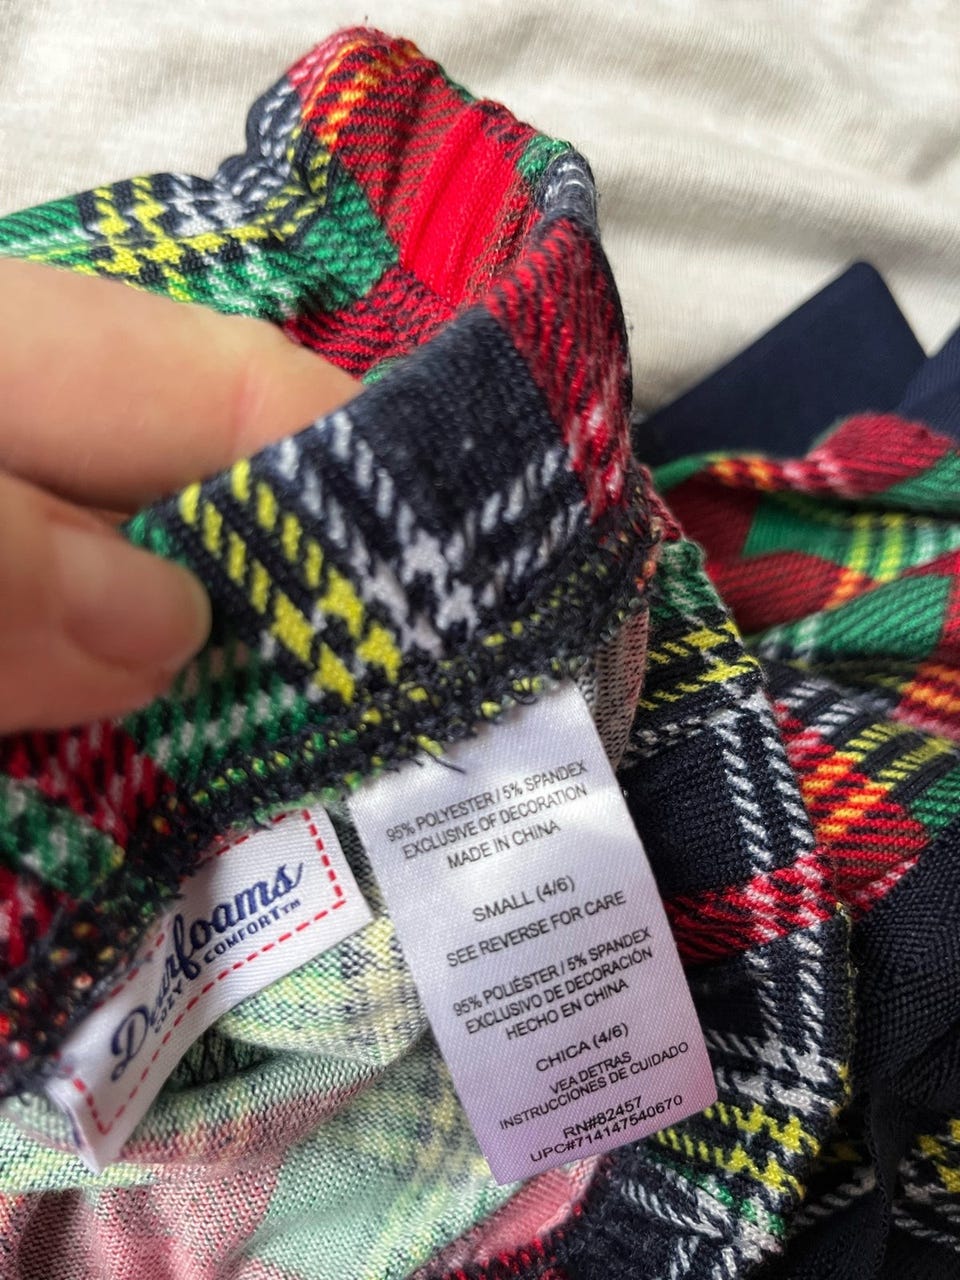 Dearfoams
COZY COMFORT™
95% POLYESTER / 5% SPANDEX
EXCLUSIVE OF DECORATION
MADE IN CHINA
SMALL (4/6)
SEE REVERSE FOR CARE
95% POLIÉSTER / 5% SPANDEX
EXCLUSIVO DE DECORACIÓN
HECHO EN CHINA
CHICA (4/6)
VEA DETRAS
INSTRUCCIONES DE CUIDADO
RN#82457
UPC#714147540670